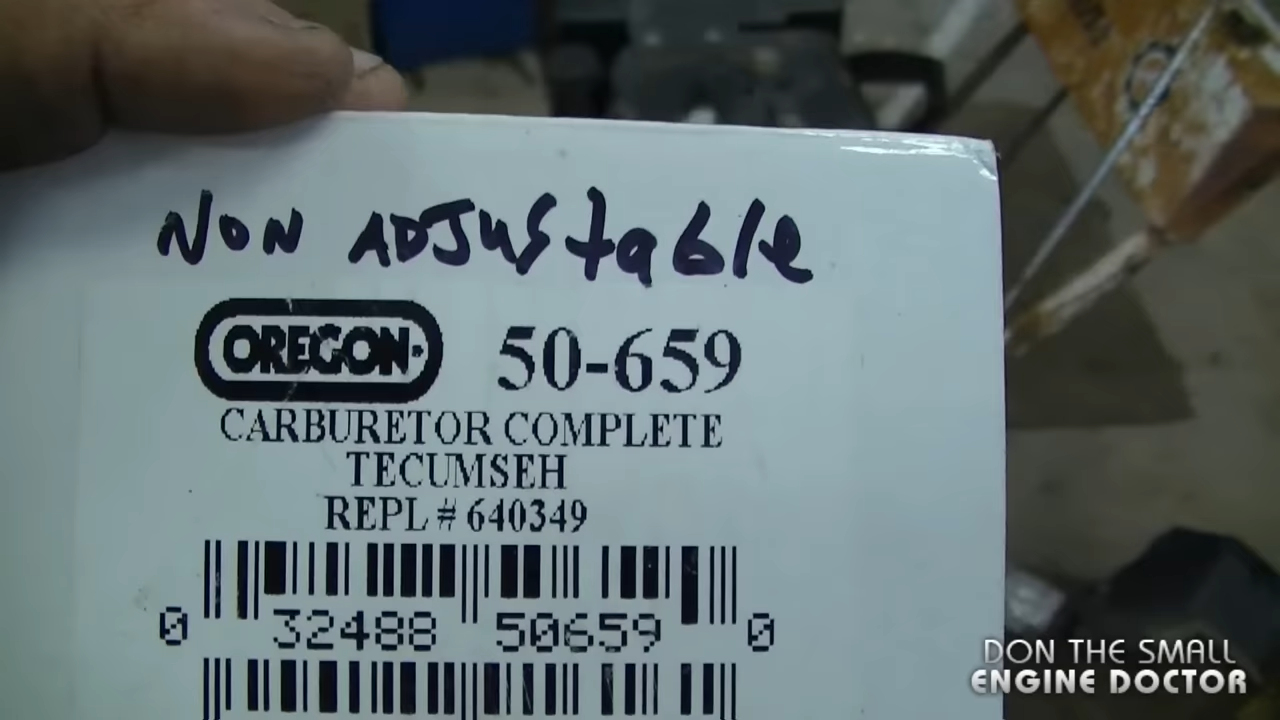 NON ADJUStable
OREGON 50-659
CARBURETOR COMPLETE
TECUMSEH
REPL # 640349
0 32488 50659 0
DON THE SMALL
ENGINE DOCTOR